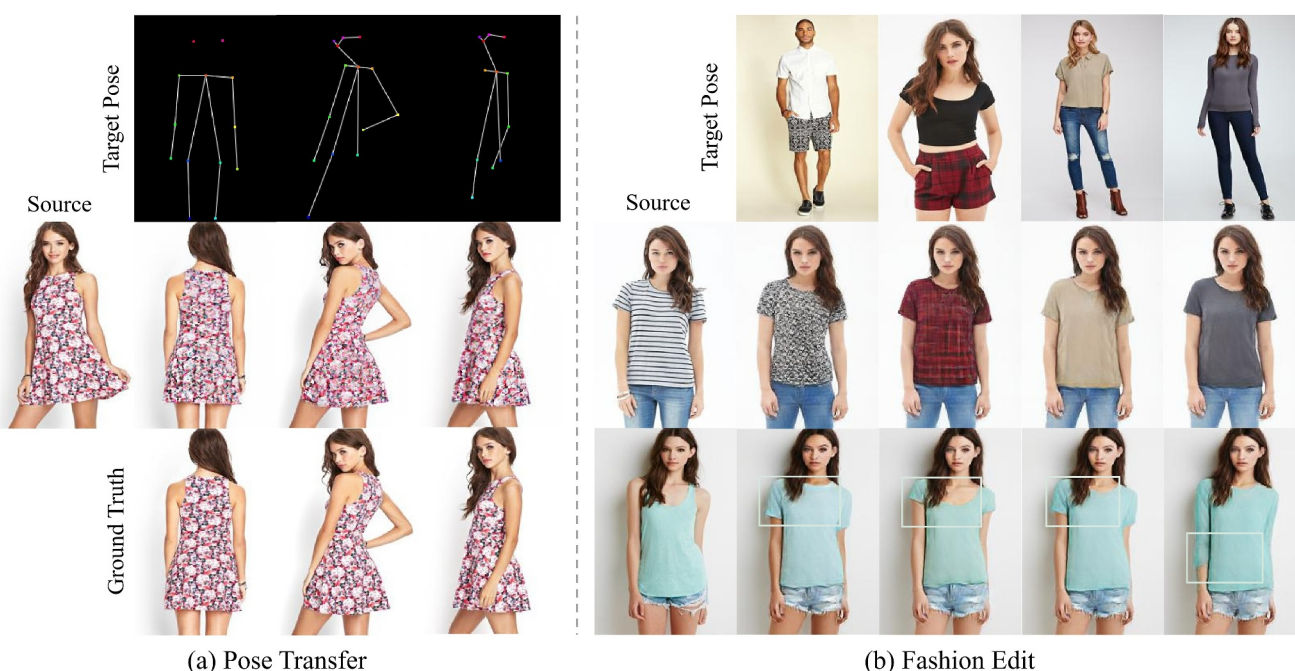 Target Pose
Source
Ground Truth
(a) Pose Transfer
Target Pose
Source
(b) Fashion Edit